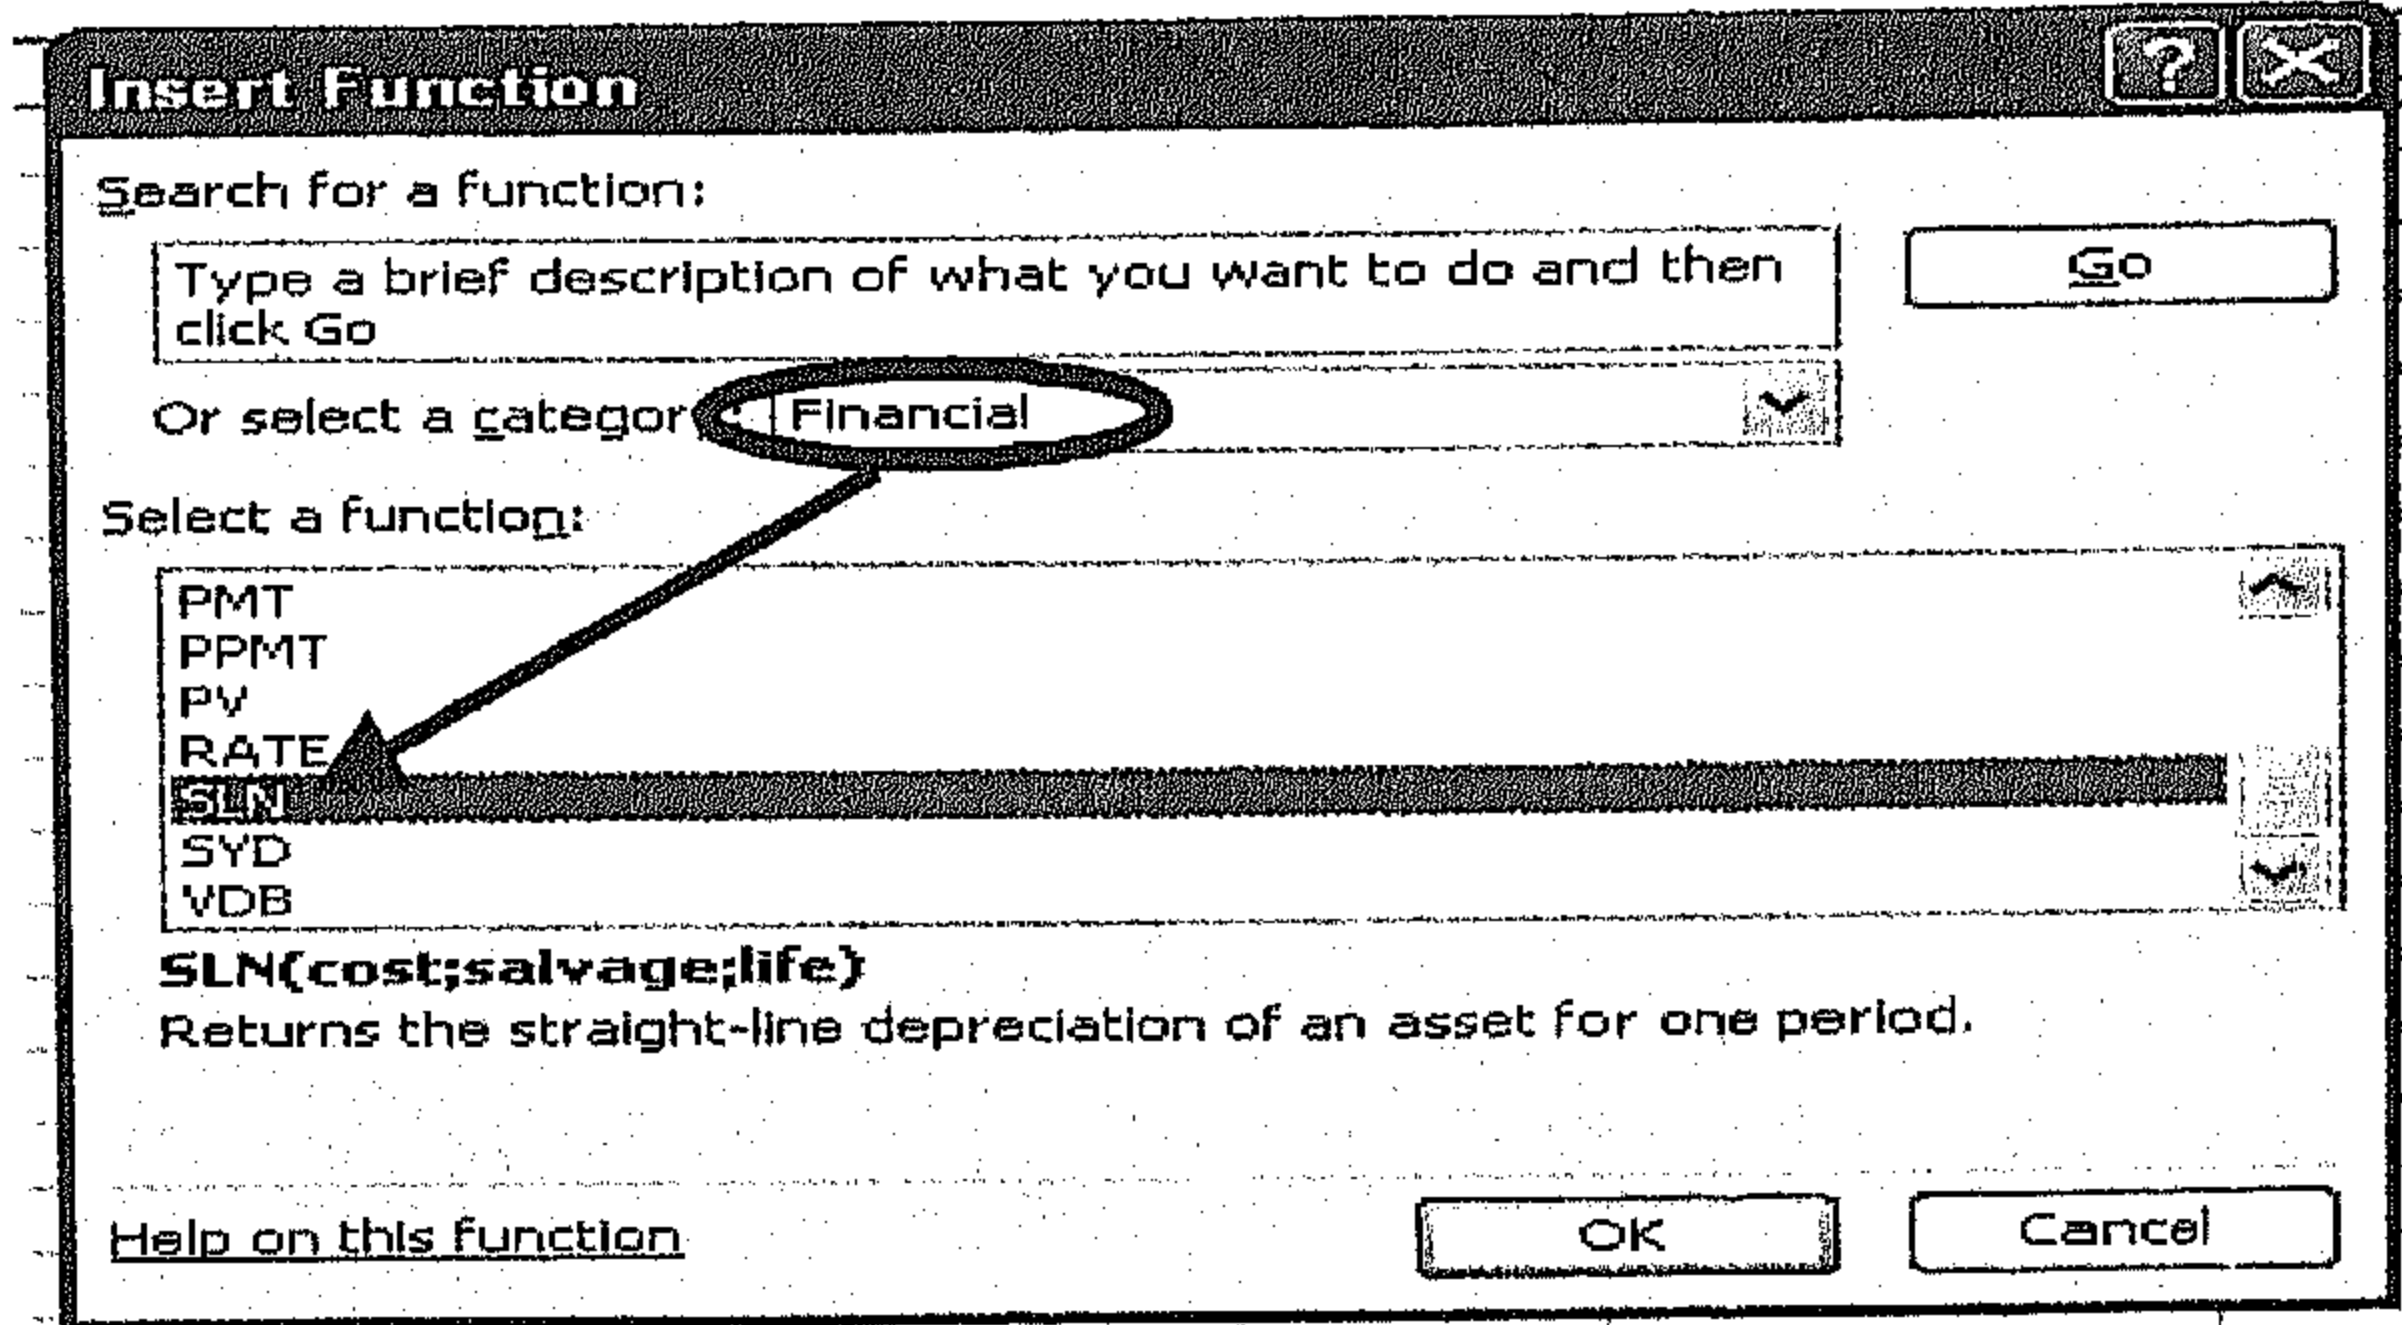 Insert Function
Search for a function:
Type a brief description of what you want to do and then
click Go
Go
Or select a categor
Financial
Select a function:
PMT
PPMT
PV
RATE
SLN
SYD
VDB
SLN(cost;salvage;life)
Returns the straight-line depreciation of an asset for one period.
Help on this function
OK
Cancel